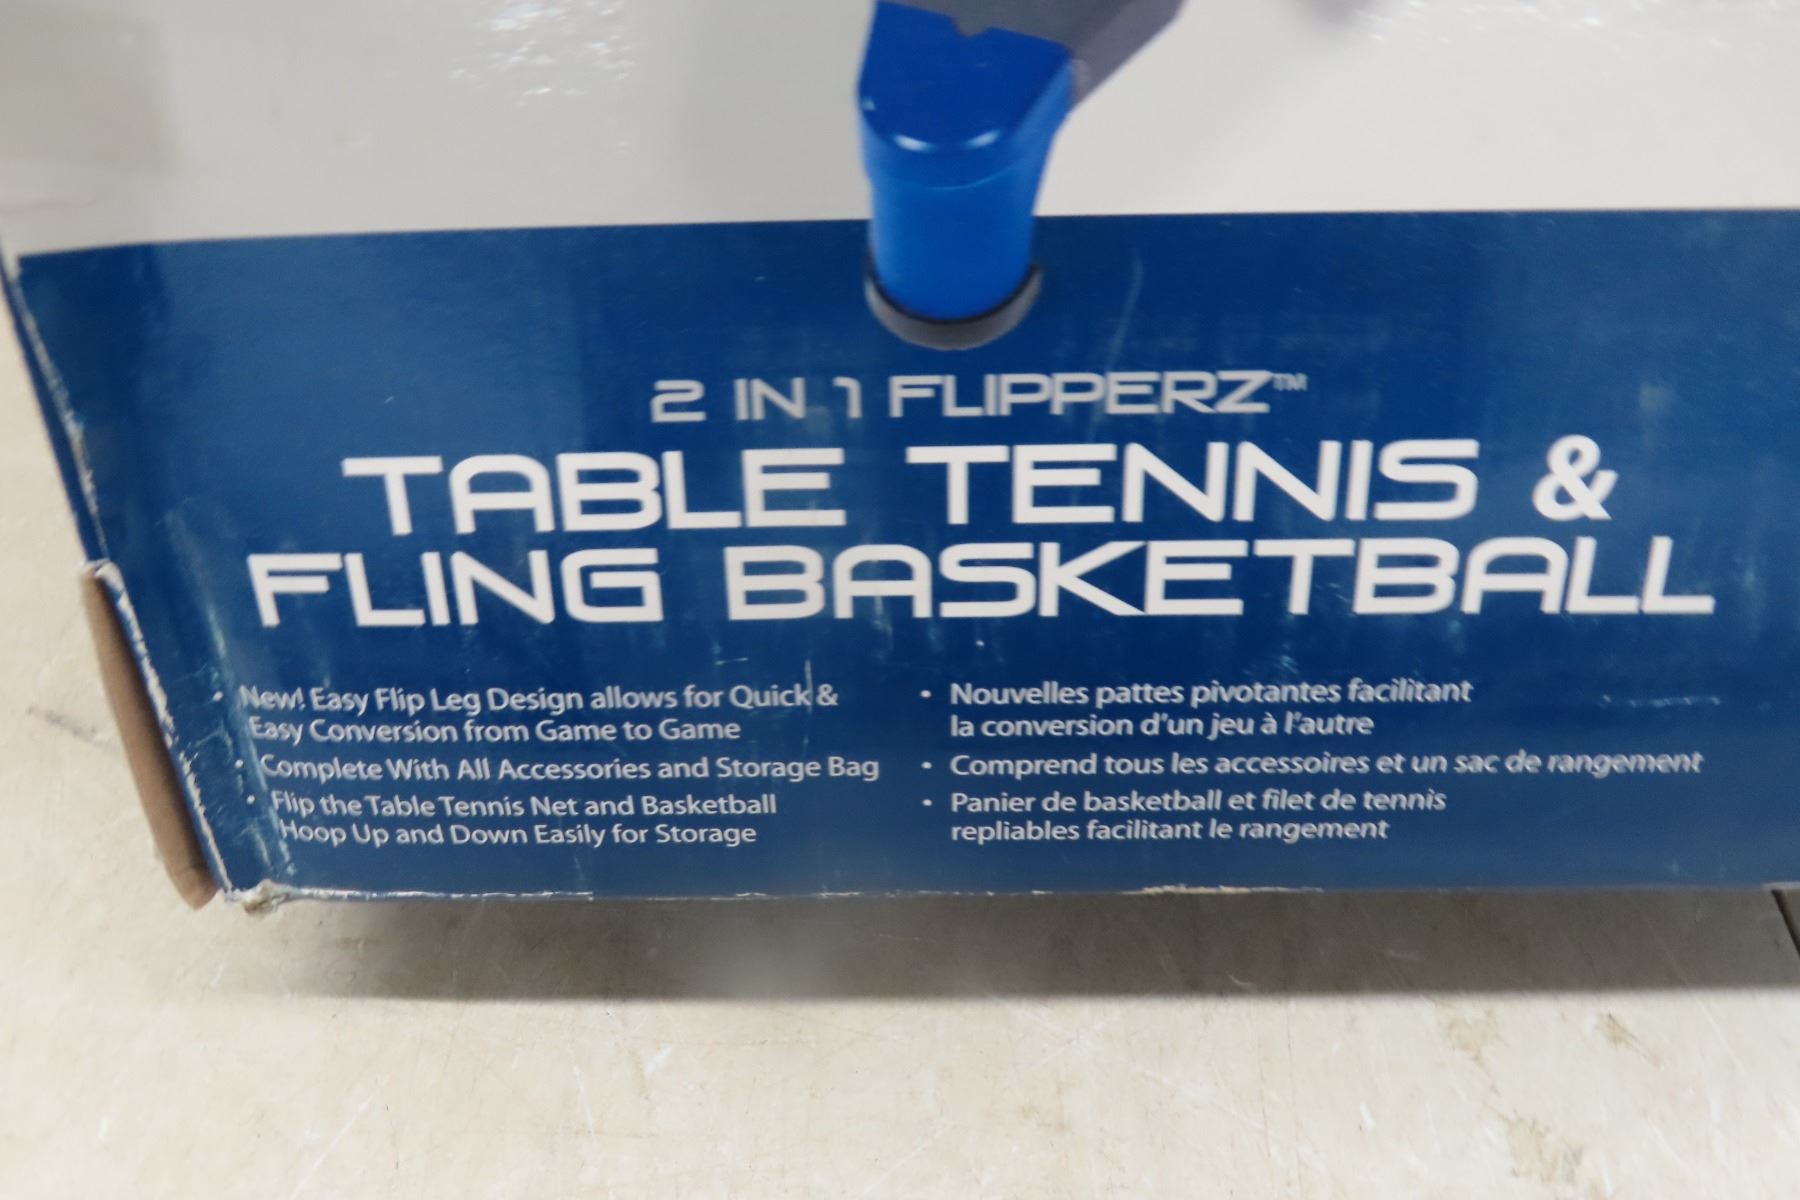 2 IN 1 FLIPPERZ™
TABLE TENNIS &
FLING BASKETBALL
• New! Easy Flip Leg Design allows for Quick &
Easy Conversion from Game to Game
• Complete With All Accessories and Storage Bag
• Flip the Table Tennis Net and Basketball
Hoop Up and Down Easily for Storage
• Nouvelles pattes pivotantes facilitant
la conversion d'un jeu à l'autre
• Comprend tous les accessoires et un sac de rangement
• Panier de basketball et filet de tennis
repliables facilitant le rangement